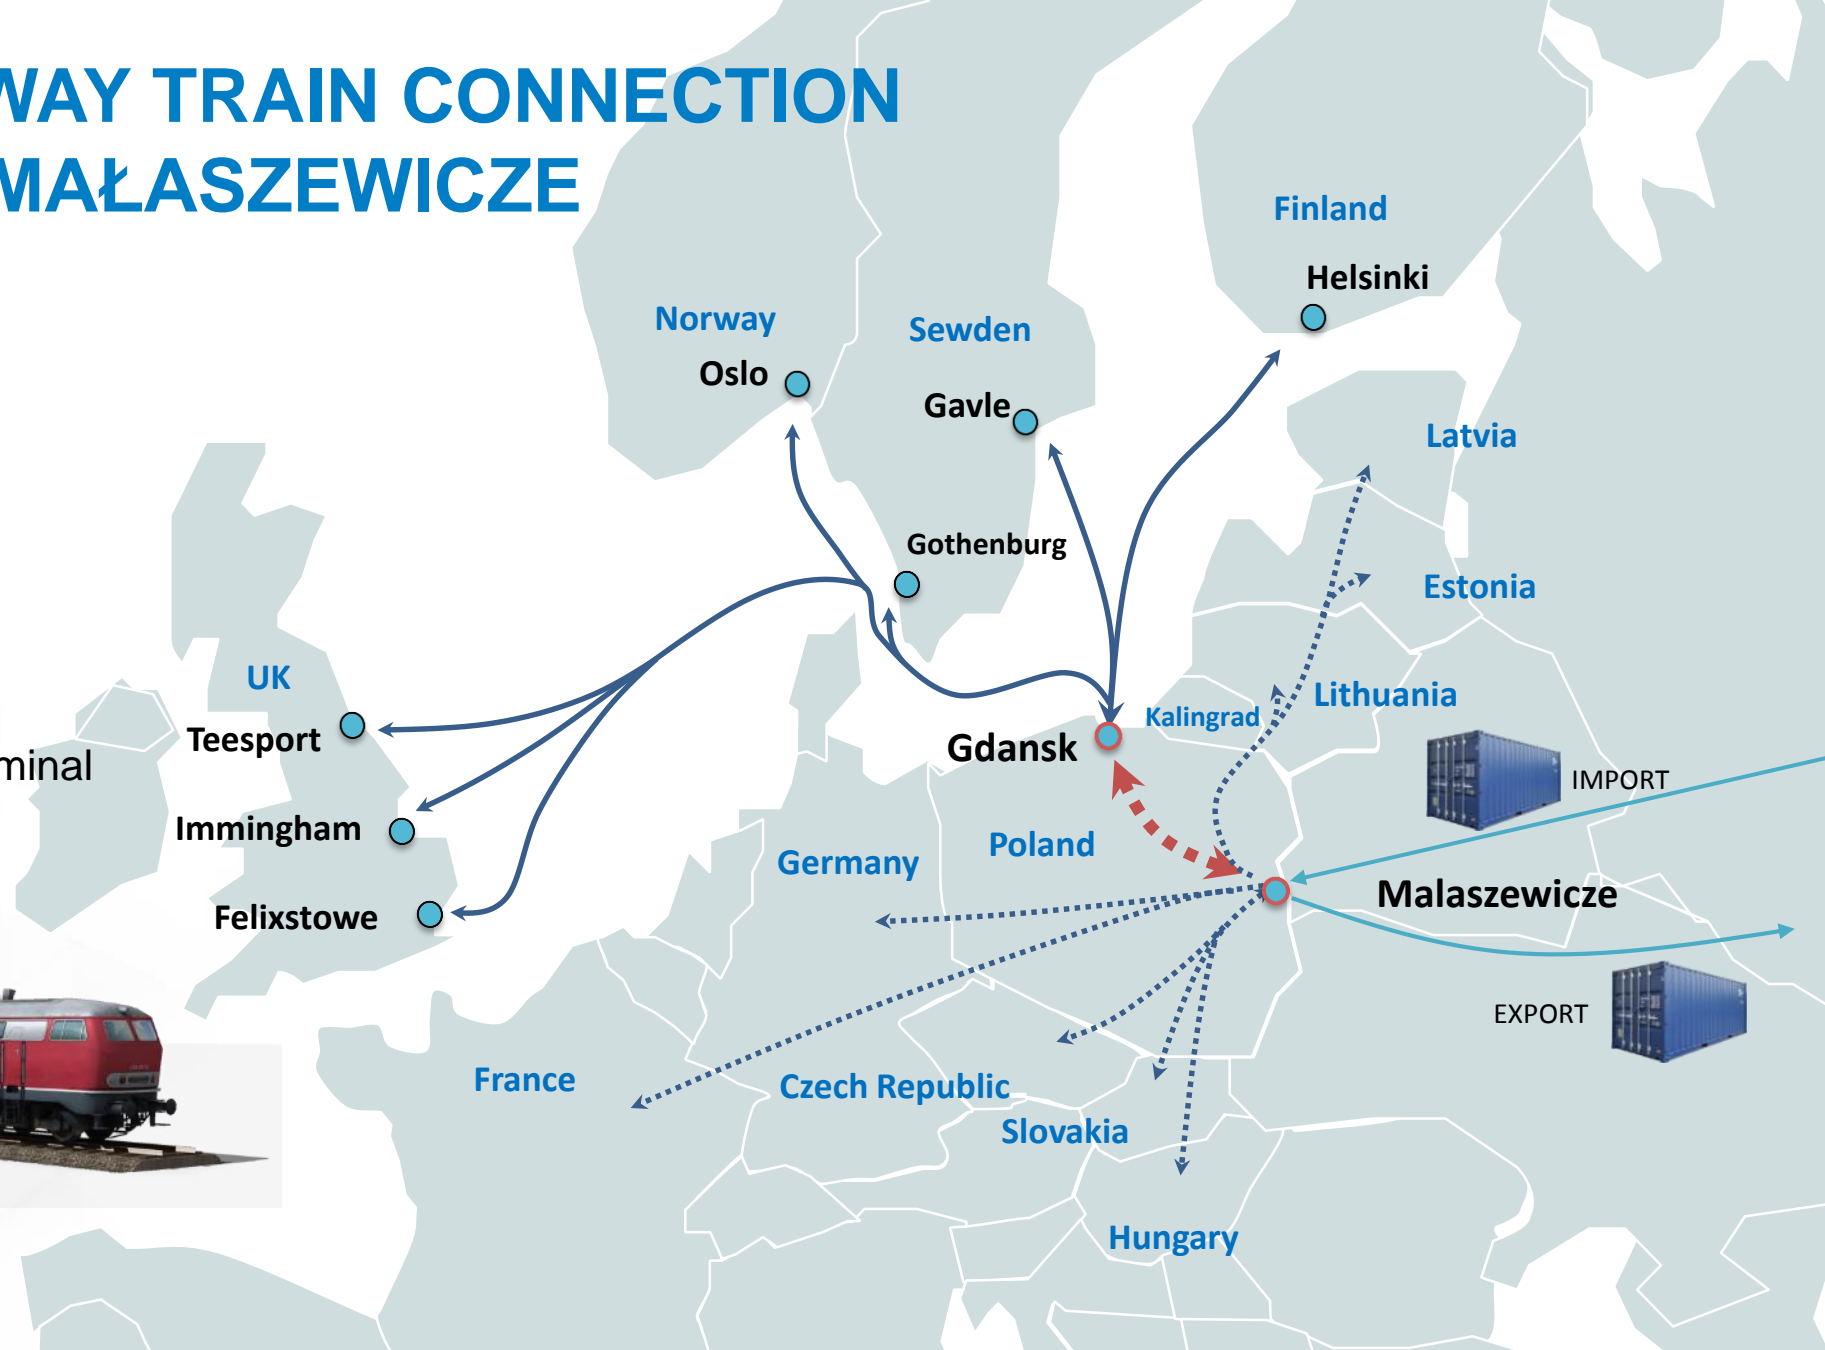 WAY TRAIN CONNECTION
MAŁASZEWICZE
Finland
Helsinki
Norway
Sewden
Oslo
Gavle
Latvia
Gothenburg
Estonia
UK
Lithuania
Kalingrad
Teesport
Gdansk
minal
IMPORT
Immingham
Poland
Germany
Malaszewicze
Felixstowe
EXPORT
France
Czech Republic
Slovakia
Hungary